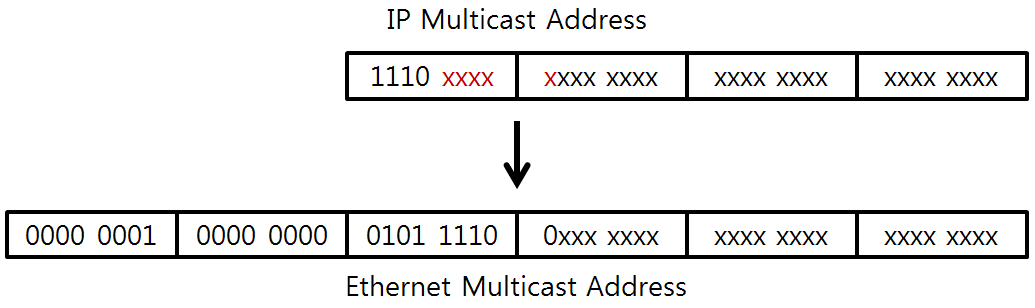 IP Multicast Address
1110 xxxx xxxx xxxx xxxx xxxx xxxx xxxx
0000 0001 0000 0000 0101 1110 0xxx xxxx xxxx xxxx xxxx xxxx
Ethernet Multicast Address